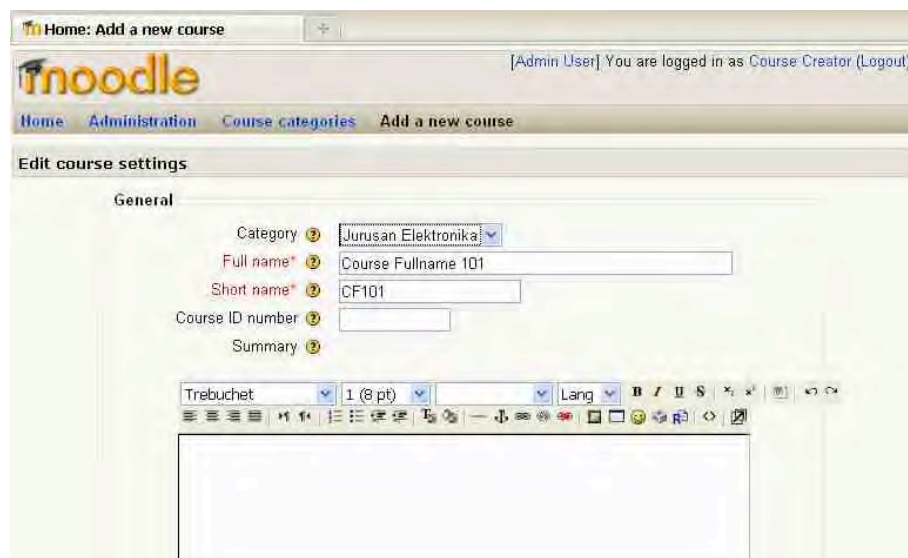 Home: Add a new course
moodle
[Admin User] You are logged in as Course Creator (Logout)
Home Administration Course categories Add a new course
Edit course settings
General
Category Jurusan Elektronika
Full name* Course Fullname 101
Short name* CF101
Course ID number
Summary
Trebuchet 1 (8 pt) Lang B I U S